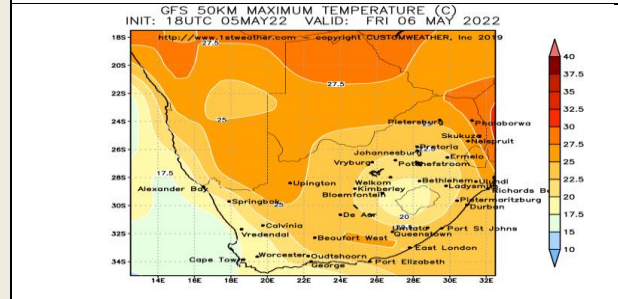 GFS 50KM MAXIMUM TEMPERATURE (C)
INIT: 18UTC 05MAY22 VALID: FRI 06 MAY 2022
http://www.1stweather.com copyright CUSTOMWEATHER, Inc 2019
18S
20S
22S
24S
26S
28S
30S
32S
34S
14E 16E 18E 20E 22E 24E 26E 28E 30E 32E
27.5
27.5
25
25
17.5
20
Pietersburg
Phalaborwa
Skukuza
Nelspruit
Pretoria
Johannesburg
Ermelo
Potchefstroom
Vryburg
Welkom
Bethlehem
Ulundi
Ladysmith
Alexander Bay
Upington
Kimberley
Richards B
Bloemfontein
Springbok
Pietermaritzburg
Durban
De Aar
Calvinia
Umtata
Port St Johns
Vredendal
Queenstown
Beaufort West
East London
Worcester
Oudtshoorn
Cape Town
George
Port Elizabeth
40
37.5
35
32.5
30
27.5
25
22.5
20
17.5
15
10